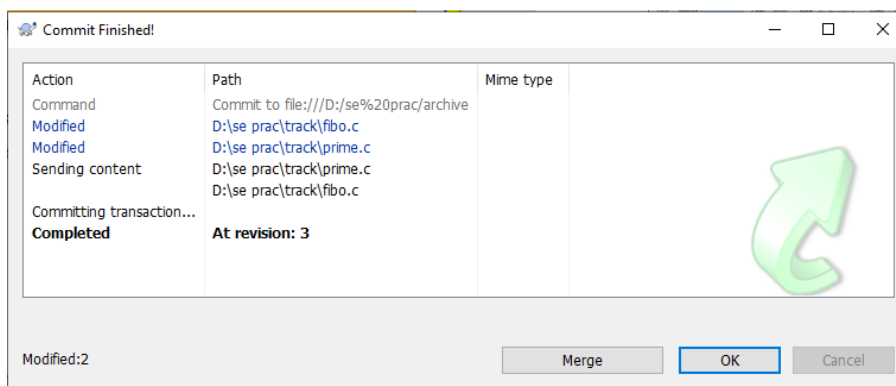 Commit Finished!
Action Path Mime type
Command Commit to file:///D:/se%20prac/archive
Modified D:\se prac\track\fibo.c
Modified D:\se prac\track\prime.c
Sending content D:\se prac\track\prime.c
D:\se prac\track\fibo.c
Committing transaction...
Completed At revision: 3
Modified:2 Merge OK Cancel